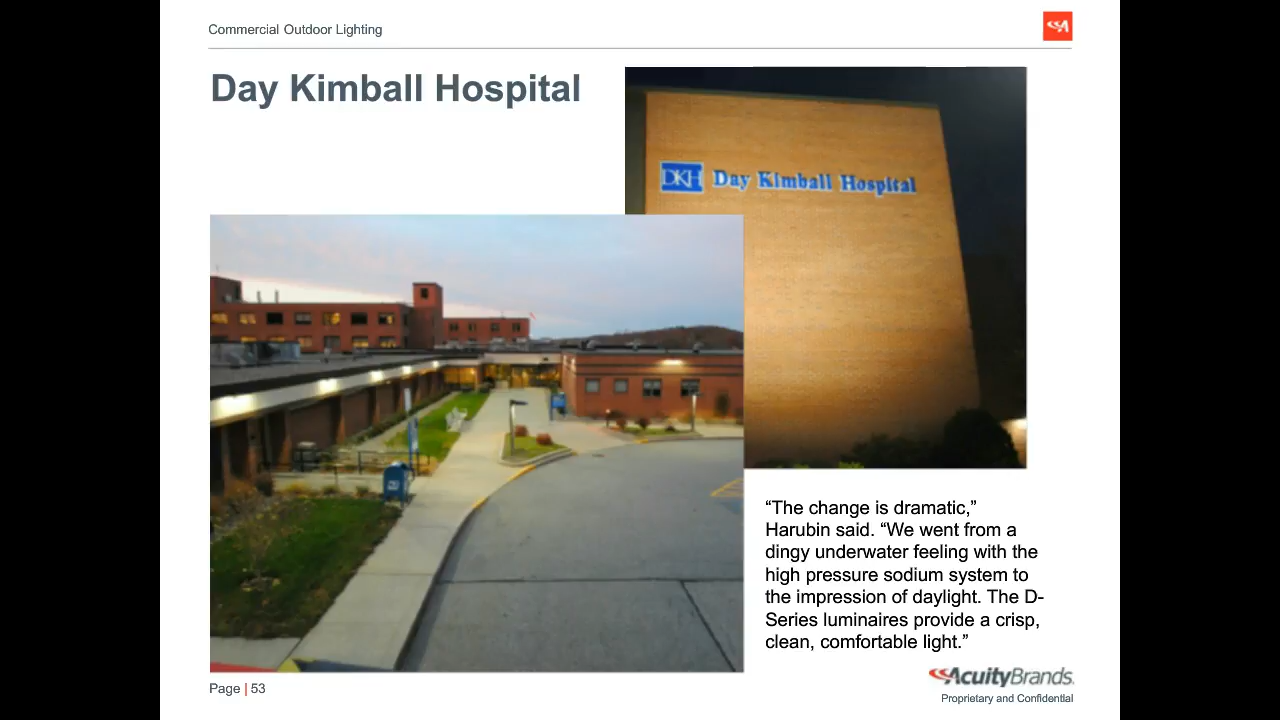 Commercial Outdoor Lighting
Day Kimball Hospital
DKH Day Kimball Hospital
“The change is dramatic,”
Harubin said. “We went from a
dingy underwater feeling with the
high pressure sodium system to
the impression of daylight. The D-
Series luminaires provide a crisp,
clean, comfortable light.”
AcuityBrands.
Page | 53
Proprietary and Confidential